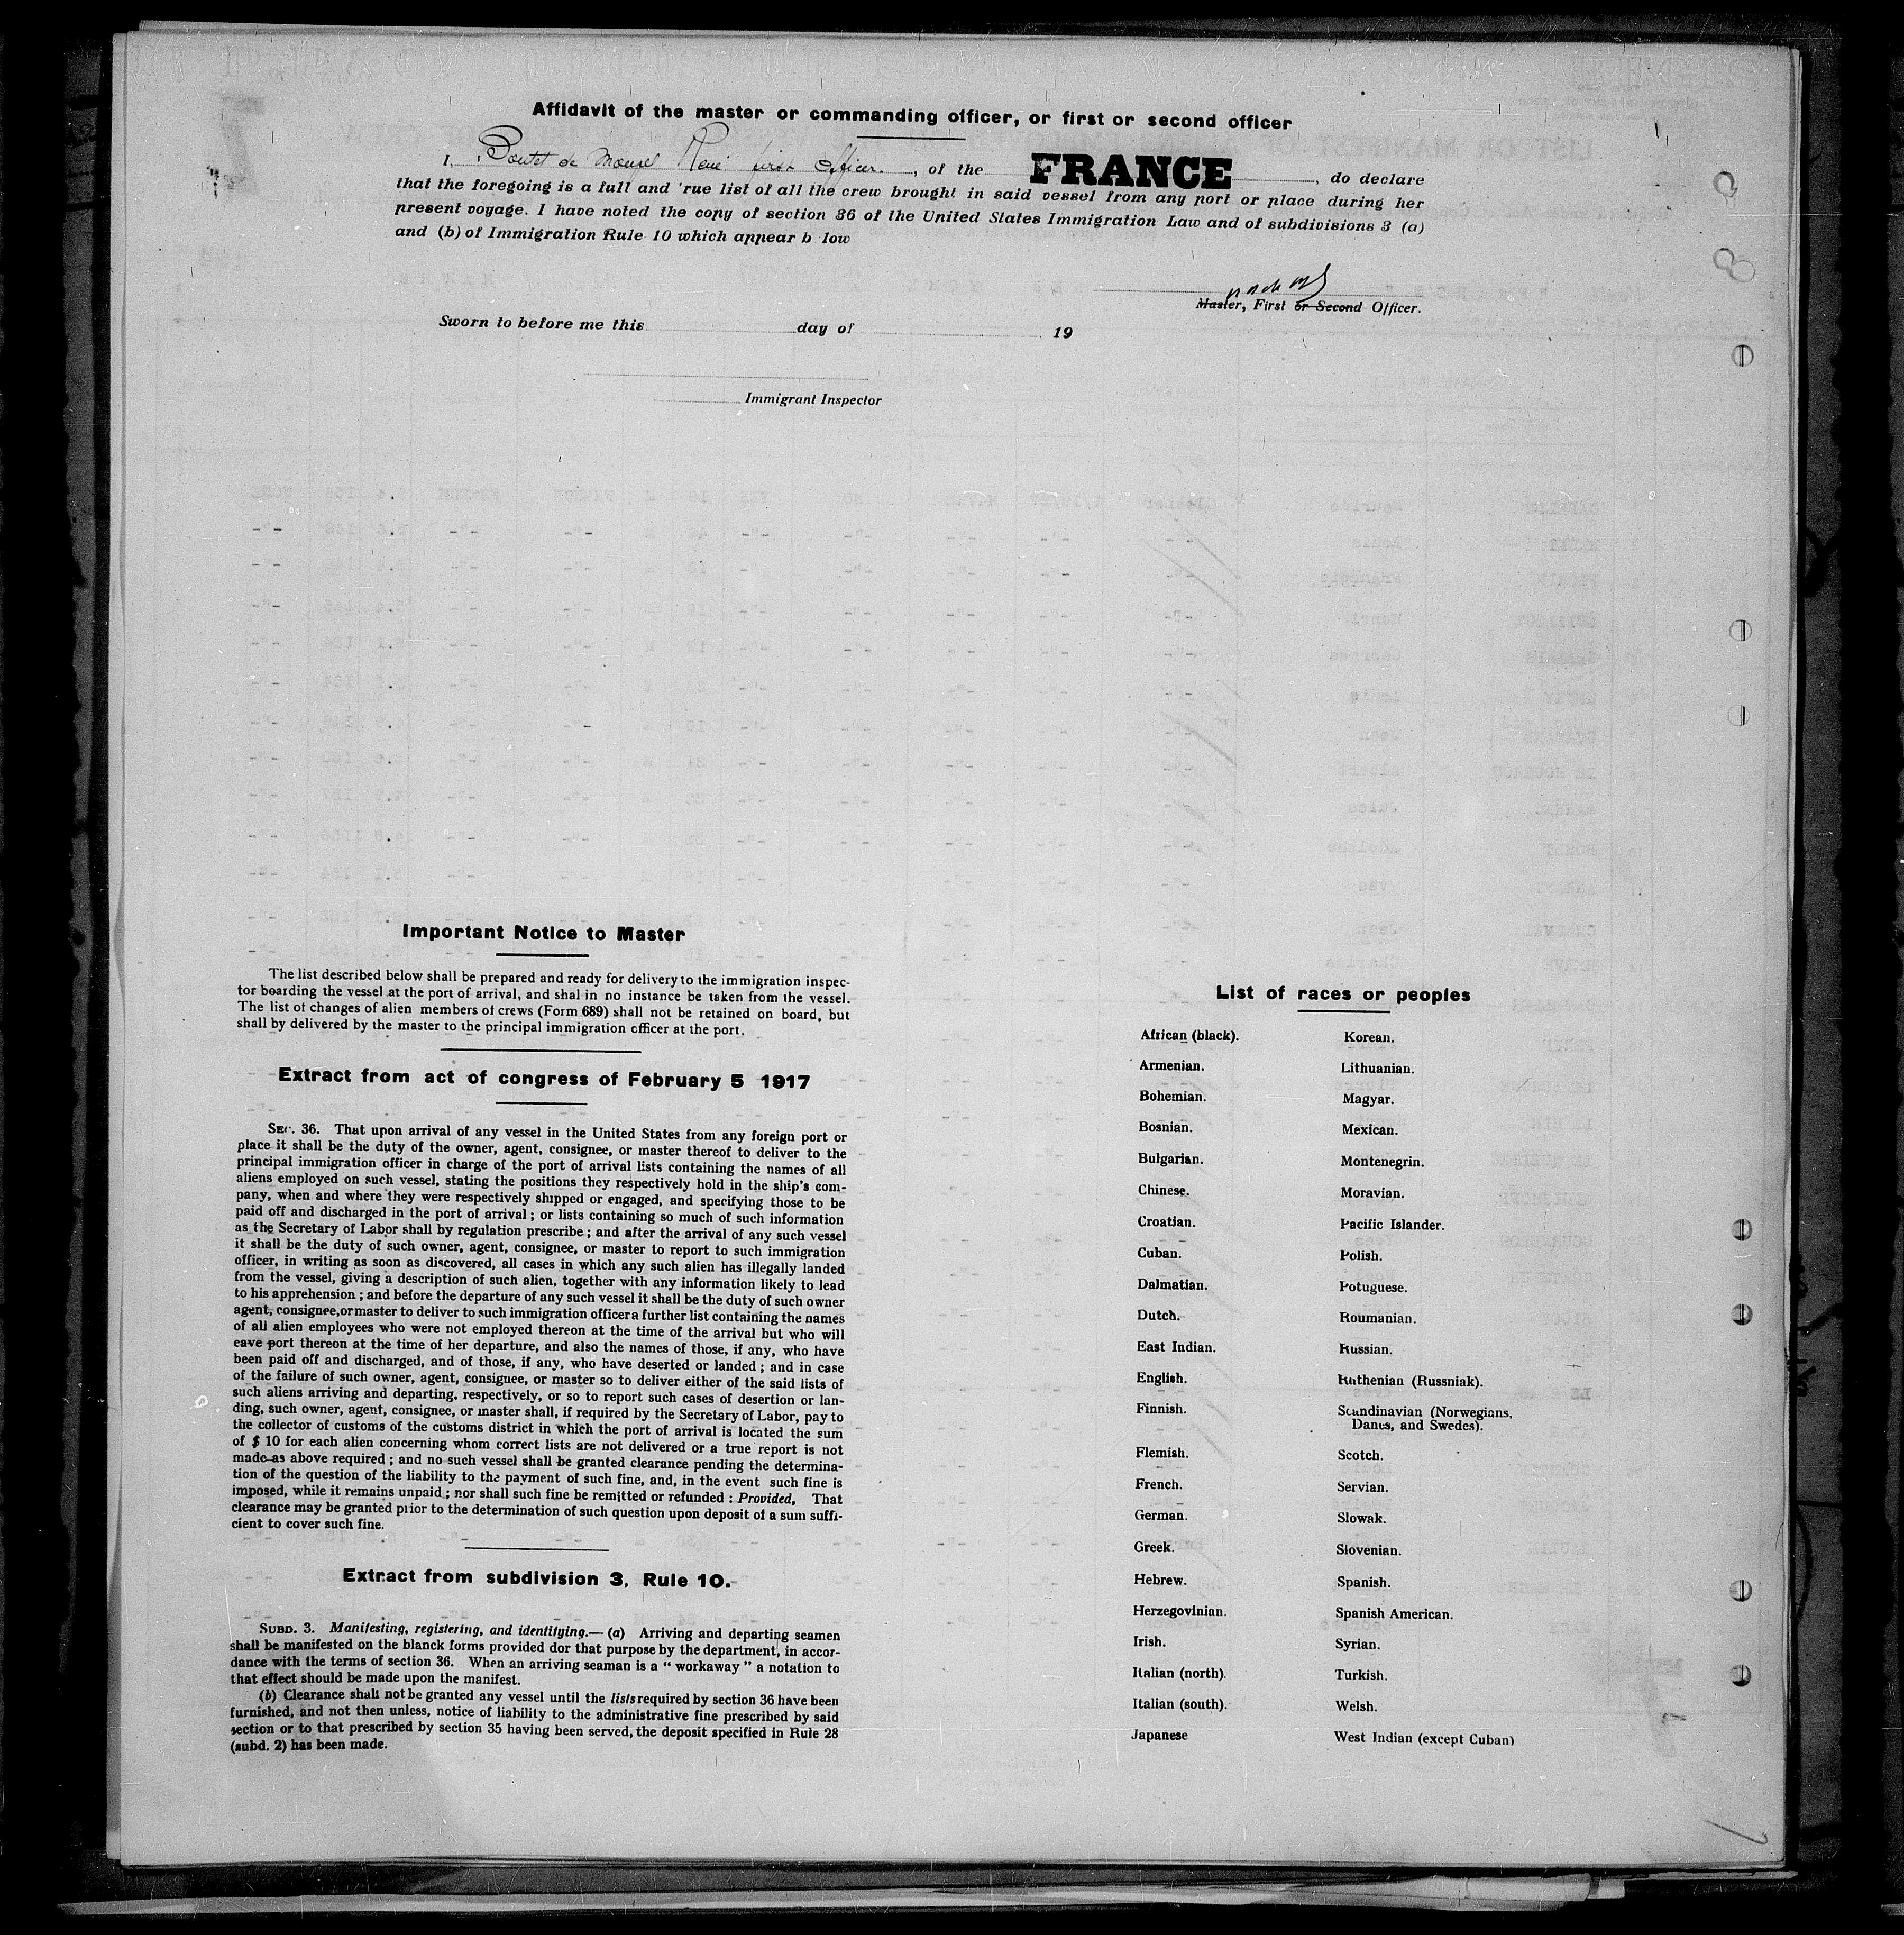 Affidavit of the master or commanding officer, or first or second officer
I, Boutet de Monvel René first officer. , of the FRANCE , do declare
that the foregoing is a full and 'rue list of all the crew brought in said vessel from any port or place during her
present voyage. I have noted the copy of section 36 of the United States Immigration Law and of subdivisions 3 (a)
and (b) of Immigration Rule 10 which appear b low
Master, First or Second Officer.
Sworn to before me this day of 19
Immigrant Inspector
Important Notice to Master
The list described below shall be prepared and ready for delivery to the immigration inspec-
tor boarding the vessel at the port of arrival, and shal in no instance be taken from the vessel.
The list of changes of alien members of crews (Form 689) shall not be retained on board, but
shall by delivered by the master to the principal immigration officer at the port.
Extract from act of congress of February 5 1917
SEC. 36. That upon arrival of any vessel in the United States from any foreign port or
place it shall be the duty of the owner, agent, consignee, or master thereof to deliver to the
principal immigration officer in charge of the port of arrival lists containing the names of all
aliens employed on such vessel, stating the positions they respectively hold in the ship's com-
pany, when and where they were respectively shipped or engaged, and specifying those to be
paid off and discharged in the port of arrival; or lists containing so much of such information
as the Secretary of Labor shall by regulation prescribe; and after the arrival of any such vessel
it shall be the duty of such owner, agent, consignee, or master to report to such immigration
officer, in writing as soon as discovered, all cases in which any such alien has illegally landed
from the vessel, giving a description of such alien, together with any information likely to lead
to his apprehension; and before the departure of any such vessel it shall be the duty of such owner
agent, consignee, or master to deliver to such immigration officer a further list containing the names
of all alien employees who were not employed thereon at the time of the arrival but who will
eave port thereon at the time of her departure, and also the names of those, if any, who have
been paid off and discharged, and of those, if any, who have deserted or landed; and in case
of the failure of such owner, agent, consiguee, or master so to deliver either of the said lists of
such aliens arriving and departing, respectively, or so to report such cases of desertion or lan-
ding, such owner, agent, consignee, or master shall, if required by the Secretary of Labor, pay to
the collector of customs of the customs district in which the port of arrival is located the sum
of $ 10 for each alien concerning whom correct lists are not delivered or a true report is not
made as above required; and no such vessel shall be granted clearance pending the determina-
tion of the question of the liability to the payment of such fine, and, in the event such fine is
imposed, while it remains unpaid; nor shall such fine be remitted or refunded: Provided, That
clearance may be granted prior to the determination of such question upon deposit of a sum suffi-
cient to cover such fine.
Extract from subdivision 3, Rule 10.
SUBD. 3. Manifesting, registering, and identifying.— (a) Arriving and departing seamen
shall be manifested on the blanck forms provided dor that purpose by the department, in accor-
dance with the terms of section 36. When an arriving seaman is a “ workaway ” a notation to
that effect should be made upon the manifest.
(b) Clearance shall not be granted any vessel until the lists required by section 36 have been
furnished, and not then unless, notice of liability to the administrative fine prescribed by said
section or to that prescribed by section 35 having been served, the deposit specified in Rule 28
(subd. 2) has been made.
List of races or peoples
African (black).
Armenian.
Bohemian.
Bosnian.
Bulgarian.
Chinese.
Croatian.
Cuban.
Dalmatian.
Dutch.
East Indian.
English.
Finnish.
Flemish.
French.
German.
Greek.
Hebrew.
Herzegovinian.
Irish.
Italian (north).
Italian (south).
Japanese
Korean.
Lithuanian.
Magyar.
Mexican.
Montenegrin.
Moravian.
Pacific Islander.
Polish.
Potuguese.
Roumanian.
Russian.
Ruthenian (Russniak).
Scandinavian (Norwegians,
Danes, and Swedes).
Scotch.
Servian.
Slowak.
Slovenian.
Spanish.
Spanish American.
Syrian.
Turkish.
Welsh.
West Indian (except Cuban)